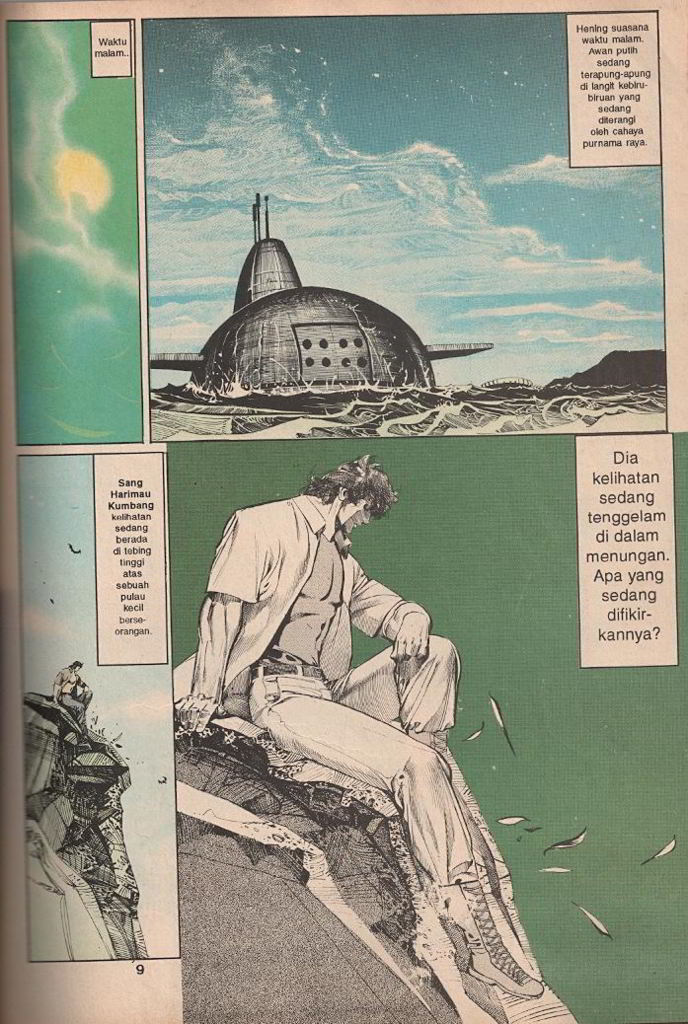 Waktu
malam..
Hening suasana
waktu malam.
Awan putih
sedang
terapung-apung
di langit kebiru-
biruan yang
sedang
diterangi
oleh cahaya
purnama raya.
Sang
Harimau
Kumbang
kelihatan
sedang
berada
di tebing
tinggi
atas
sebuah
pulau
kecil
berse-
orangan.
Dia
kelihatan
sedang
tenggelam
di dalam
menungan.
Apa yang
sedang
difikir-
kannya?
9